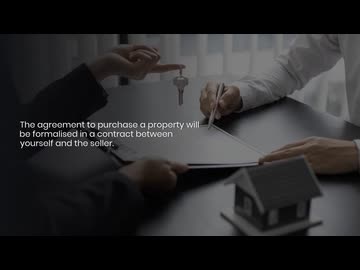 The agreement to purchase a property will
be formalised in a contract between
yourself and the seller.